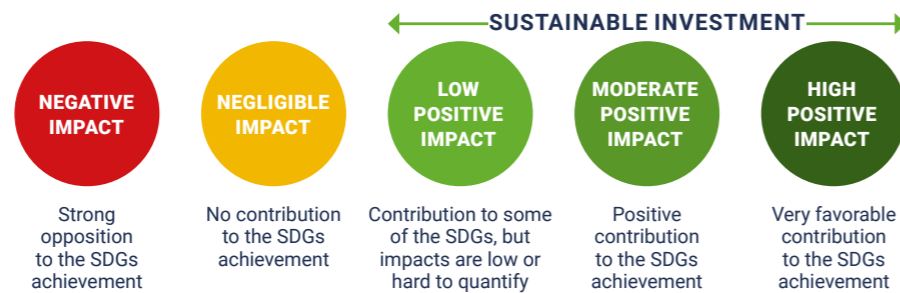 SUSTAINABLE INVESTMENT
NEGATIVE
IMPACT
NEGLIGIBLE
IMPACT
LOW
POSITIVE
IMPACT
MODERATE
POSITIVE
IMPACT
HIGH
POSITIVE
IMPACT
Strong
opposition
to the SDGs
achievement
No contribution
to the SDGs
achievement
Contribution to some
of the SDGs, but
impacts are low or
hard to quantify
Positive
contribution
to the SDGs
achievement
Very favorable
contribution
to the SDGs
achievement